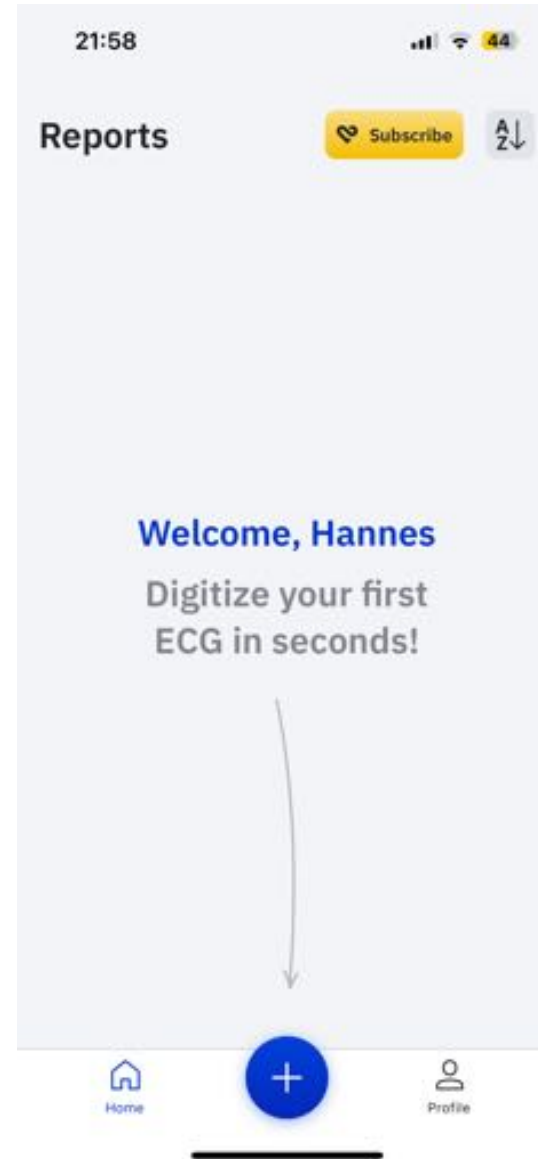 21:58
44
Reports
Subscribe
A
Z
Welcome, Hannes
Digitize your first
ECG in seconds!
Home
Profile